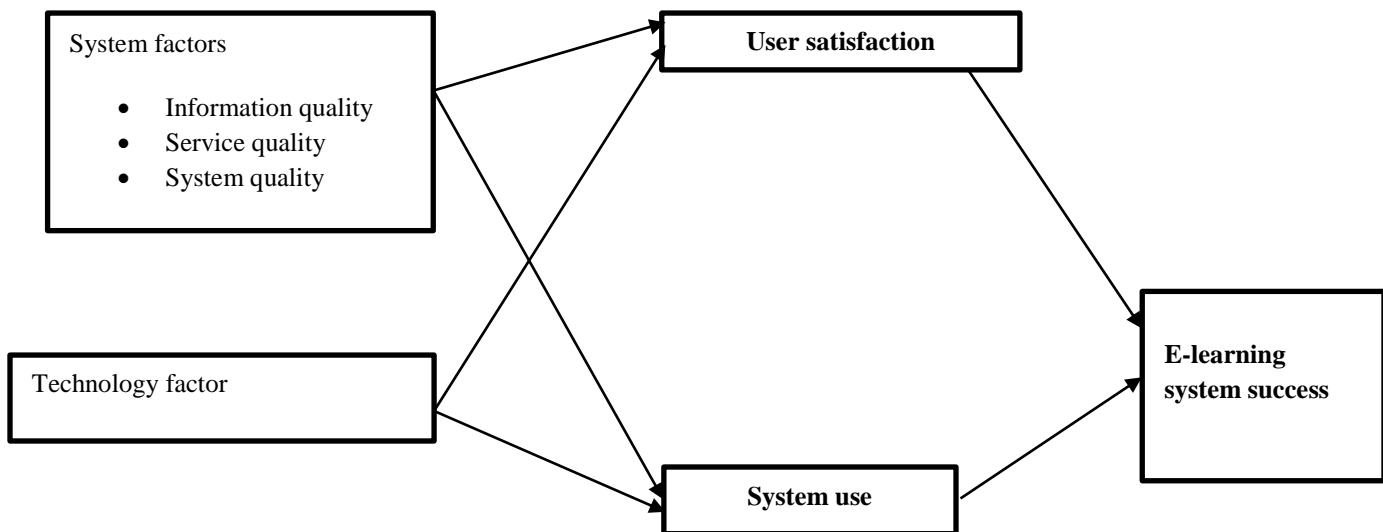 System factors
• Information quality
• Service quality
• System quality
User satisfaction
Technology factor
E-learning
system success
System use